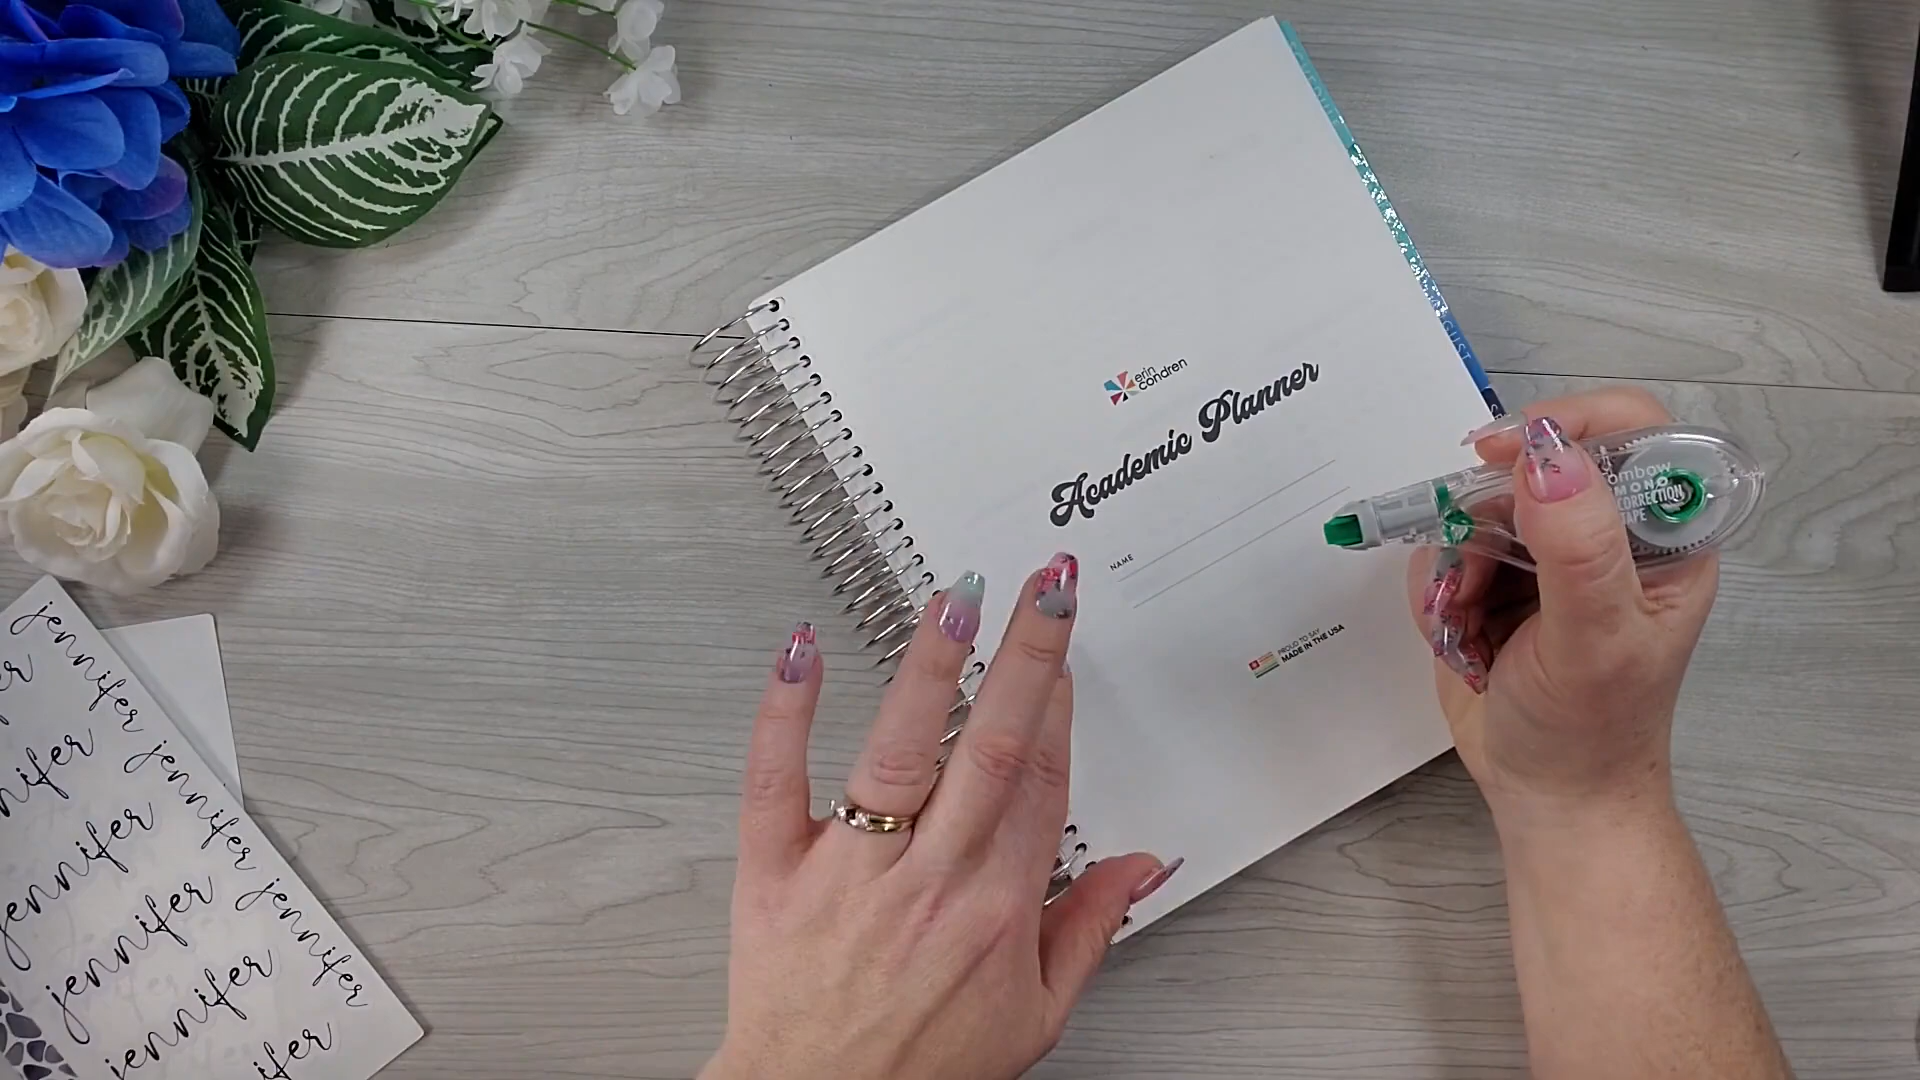 erin
condren
Academic Planner
NAME
PROUD TO SAY
MADE IN THE USA
Tombow
MONO
CORRECTION
TAPE
jennifer
jennifer
jennifer
jennifer
jennifer
jennifer